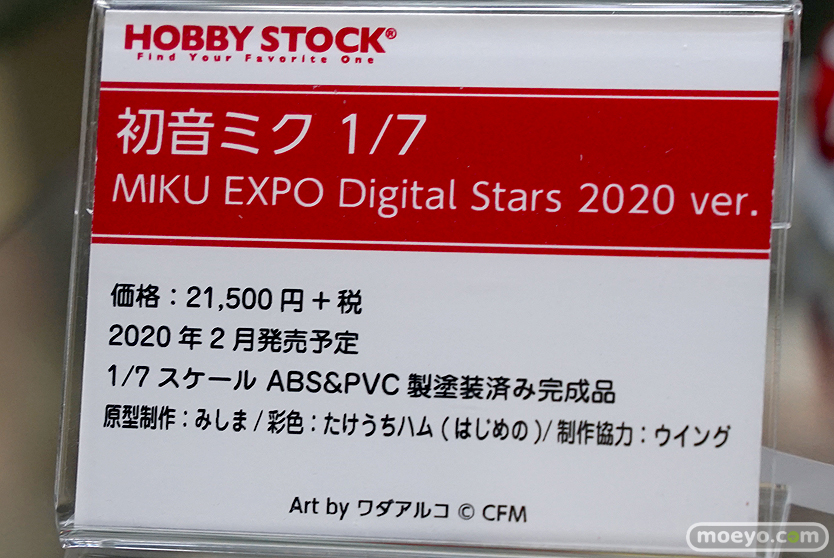 HOBBY STOCK®
Find Your Favorite One
初音ミク 1/7
MIKU EXPO Digital Stars 2020 ver.
価格：21,500円＋税
2020年2月発売予定
1/7スケール ABS&PVC 製塗装済み完成品
原型制作：みしま/彩色：たけうちハム(はじめの)/制作協力：ウイング
Art by ワダアルコ © CFM
moeyo.com